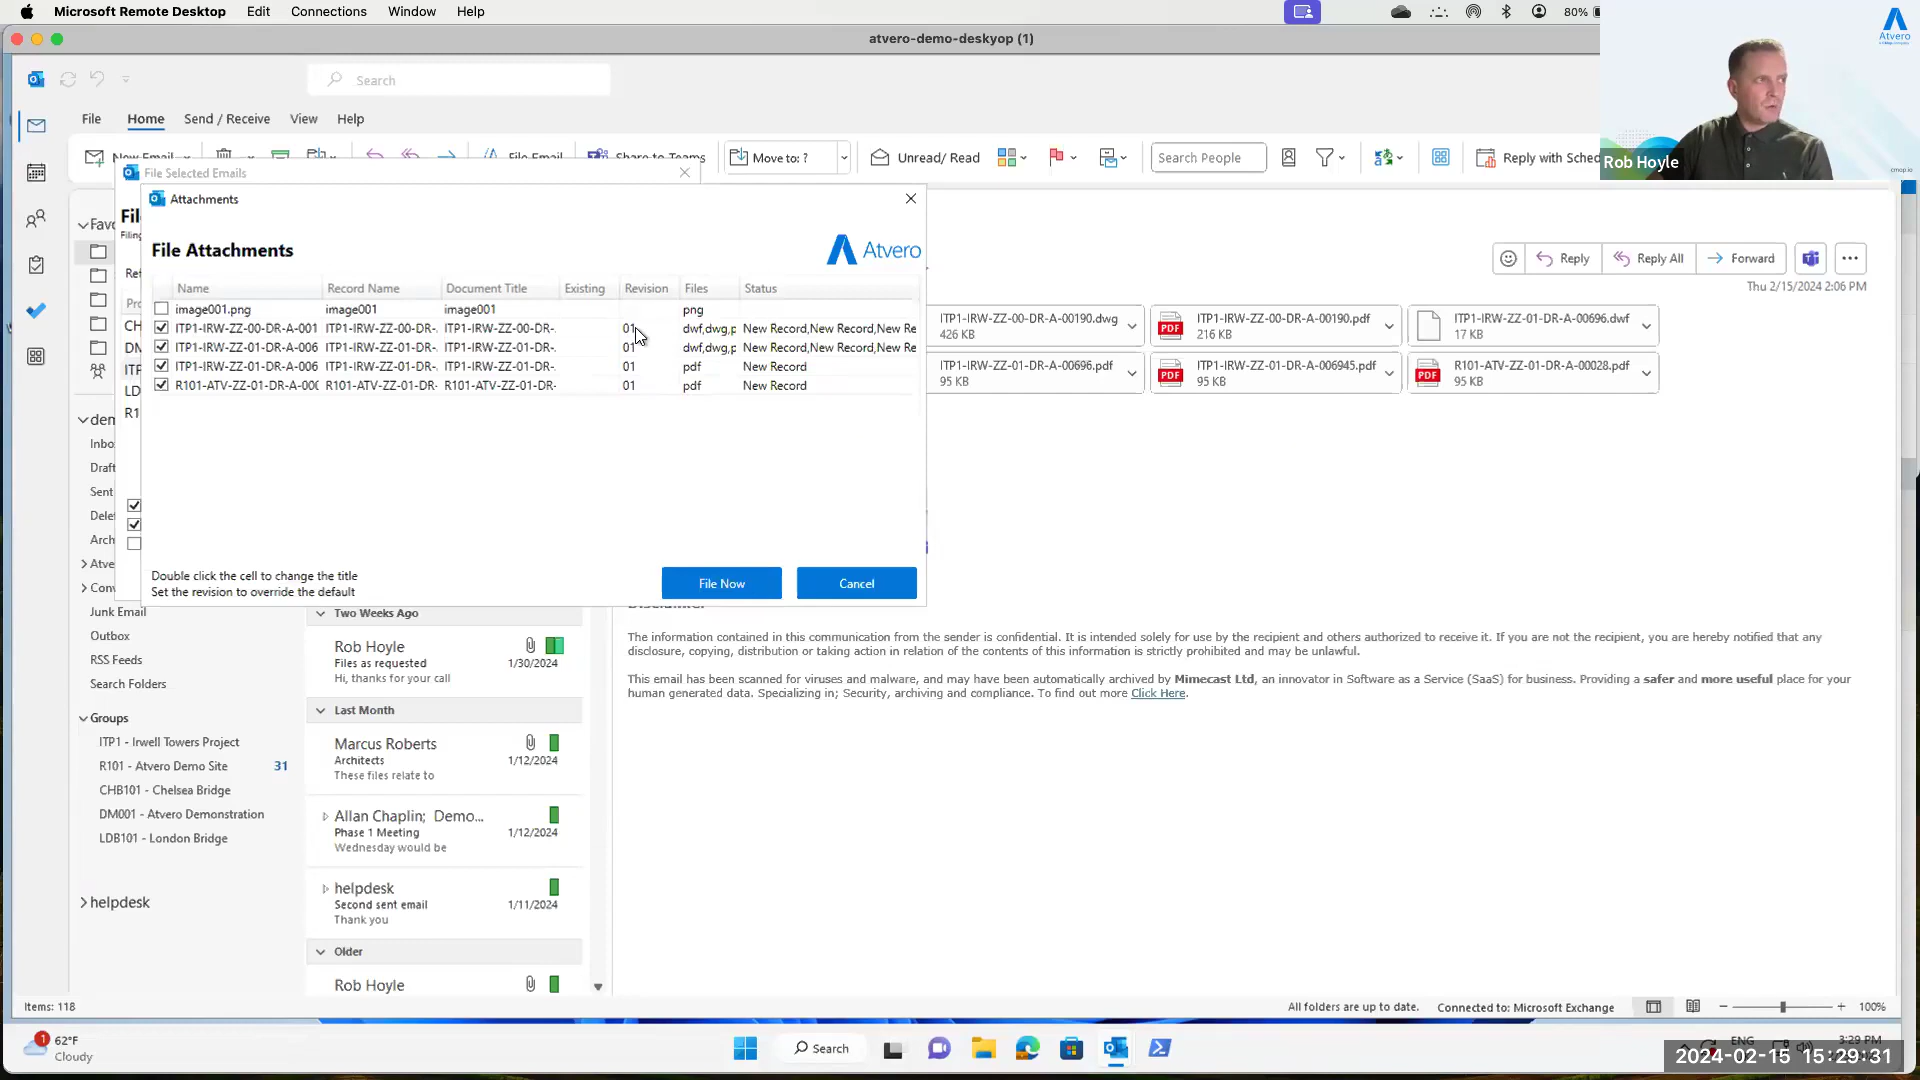 Microsoft Remote Desktop Edit Connections Window Help
80%
atvero-demo-deskyop (1)
Atvero
cmap.io
Rob Hoyle
Search
File Home Send / Receive View Help
New Email
File Email
Share to Teams
Move to: ?
Unread/ Read
Search People
File Selected Emails
Attachments
File Attachments
Atvero
Name Record Name Document Title Existing Revision Files Status
image001.png image001 image001 png
ITP1-IRW-ZZ-00-DR-A-001 ITP1-IRW-ZZ-00-DR-. ITP1-IRW-ZZ-00-DR-. 01 dwf,dwg,p New Record,New Record,New Re
ITP1-IRW-ZZ-01-DR-A-006 ITP1-IRW-ZZ-01-DR-. ITP1-IRW-ZZ-01-DR-. 01 dwf,dwg,p New Record,New Record,New Re
ITP1-IRW-ZZ-01-DR-A-006 ITP1-IRW-ZZ-01-DR-. ITP1-IRW-ZZ-01-DR-. 01 pdf New Record
R101-ATV-ZZ-01-DR-A-00( R101-ATV-ZZ-01-DR- R101-ATV-ZZ-01-DR- 01 pdf New Record
Double click the cell to change the title
Set the revision to override the default
File Now
Cancel
Reply Reply All Forward
Thu 2/15/2024 2:06 PM
ITP1-IRW-ZZ-00-DR-A-00190.dwg
426 KB
ITP1-IRW-ZZ-00-DR-A-00190.pdf
216 KB
ITP1-IRW-ZZ-01-DR-A-00696.dwf
17 KB
ITP1-IRW-ZZ-01-DR-A-00696.pdf
95 KB
ITP1-IRW-ZZ-01-DR-A-006945.pdf
95 KB
R101-ATV-ZZ-01-DR-A-00028.pdf
95 KB
Junk Email
Outbox
RSS Feeds
Search Folders
Groups
ITP1 - Irwell Towers Project
R101 - Atvero Demo Site 31
CHB101 - Chelsea Bridge
DM001 - Atvero Demonstration
LDB101 - London Bridge
helpdesk
Two Weeks Ago
Rob Hoyle
Files as requested 1/30/2024
Hi, thanks for your call
Last Month
Marcus Roberts
Architects 1/12/2024
These files relate to
Allan Chaplin; Demo...
Phase 1 Meeting 1/12/2024
Wednesday would be
helpdesk
Second sent email 1/11/2024
Thank you
Older
Rob Hoyle
The information contained in this communication from the sender is confidential. It is intended solely for use by the recipient and others authorized to receive it. If you are not the recipient, you are hereby notified that any
disclosure, copying, distribution or taking action in relation of the contents of this information is strictly prohibited and may be unlawful.
This email has been scanned for viruses and malware, and may have been automatically archived by Mimecast Ltd, an innovator in Software as a Service (SaaS) for business. Providing a safer and more useful place for your
human generated data. Specializing in; Security, archiving and compliance. To find out more Click Here.
Items: 118
All folders are up to date. Connected to: Microsoft Exchange
100%
1
62°F
Cloudy
Search
ENG
3:29 PM
2024-02-15 15:29:31